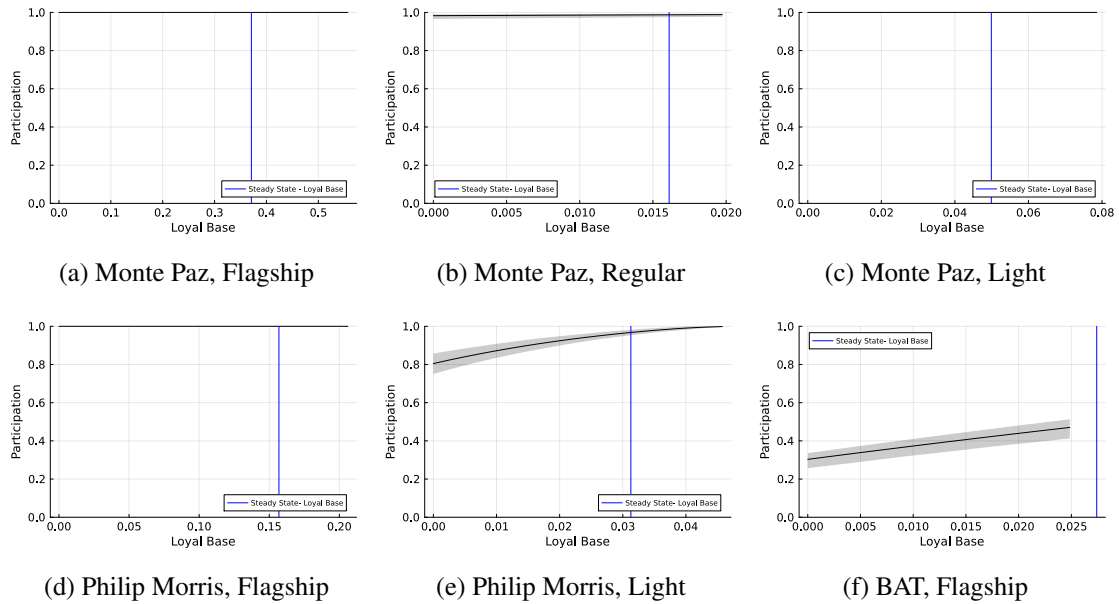 1.0
0.8
0.6
0.4
0.2
0.0
Participation
Steady State - Loyal Base
0.0 0.1 0.2 0.3 0.4 0.5
Loyal Base
(a) Monte Paz, Flagship
1.0
0.8
0.6
0.4
0.2
0.0
Participation
Steady State - Loyal Base
0.000 0.005 0.010 0.015 0.020
Loyal Base
(b) Monte Paz, Regular
1.0
0.8
0.6
0.4
0.2
0.0
Participation
Steady State - Loyal Base
0.00 0.02 0.04 0.06 0.08
Loyal Base
(c) Monte Paz, Light
1.0
0.8
0.6
0.4
0.2
0.0
Participation
Steady State- Loyal Base
0.00 0.05 0.10 0.15 0.20
Loyal Base
(d) Philip Morris, Flagship
1.0
0.8
0.6
0.4
0.2
0.0
Participation
Steady State- Loyal Base
0.00 0.01 0.02 0.03 0.04
Loyal Base
(e) Philip Morris, Light
1.0
0.8
0.6
0.4
0.2
0.0
Participation
Steady State- Loyal Base
0.000 0.005 0.010 0.015 0.020 0.025
Loyal Base
(f) BAT, Flagship